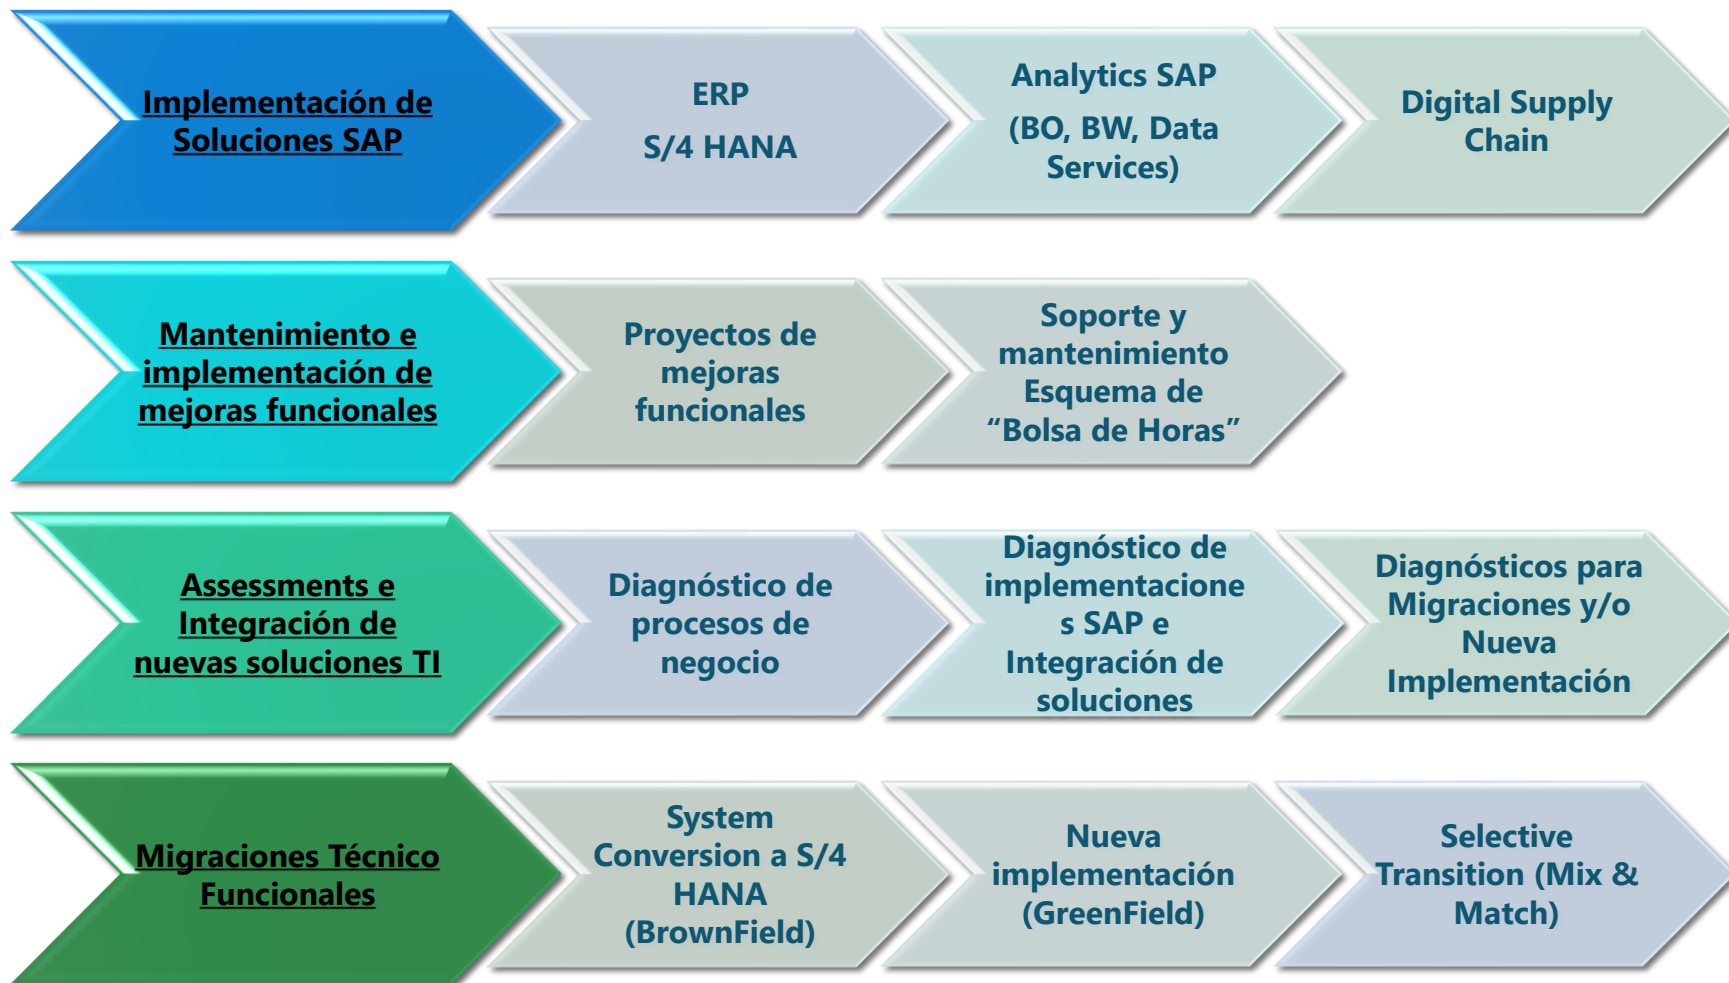 Implementación de
Soluciones SAP
ERP
S/4 HANA
Analytics SAP
(BO, BW, Data
Services)
Digital Supply
Chain
Mantenimiento e
implementación de
mejoras funcionales
Proyectos de
mejoras
funcionales
Soporte y
mantenimiento
Esquema de
“Bolsa de Horas”
Assessments e
Integración de
nuevas soluciones TI
Diagnóstico de
procesos de
negocio
Diagnóstico de
implementacione
s SAP e
Integración de
soluciones
Diagnósticos para
Migraciones y/o
Nueva
Implementación
Migraciones Técnico
Funcionales
System
Conversion a S/4
HANA
(BrownField)
Nueva
implementación
(GreenField)
Selective
Transition (Mix &
Match)